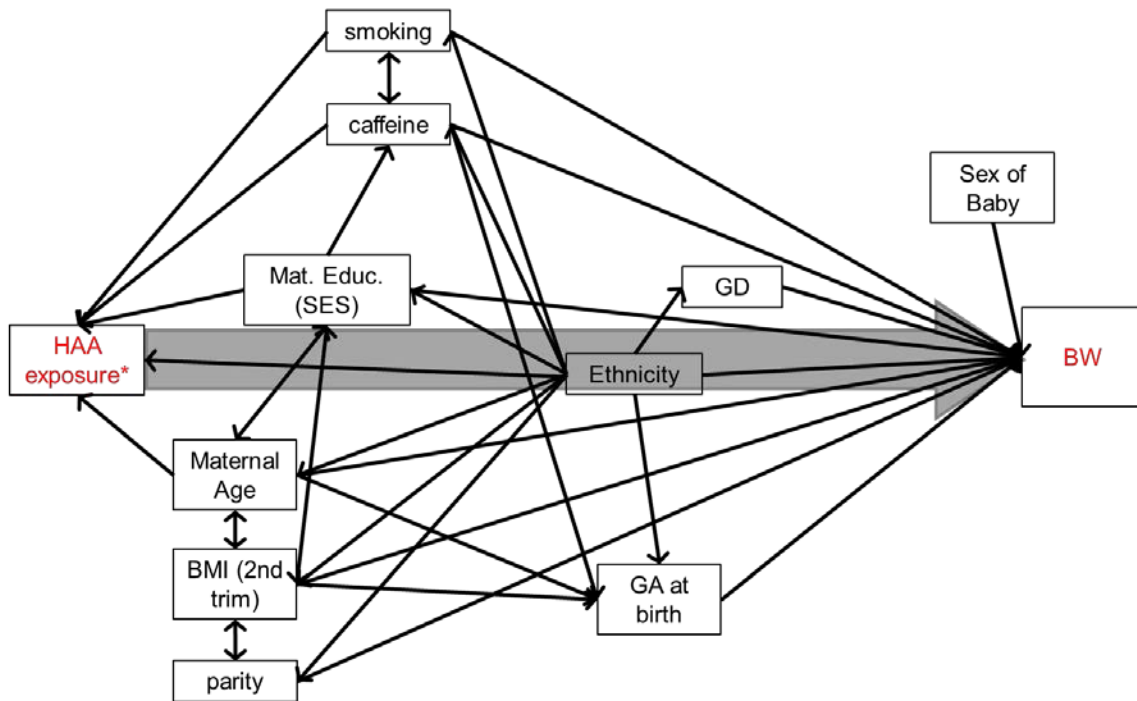 smoking
caffeine
Sex of
Baby
Mat. Educ.
(SES)
GD
HAA
exposure*
Ethnicity
BW
Maternal
Age
BMI (2nd
trim)
GA at
birth
parity